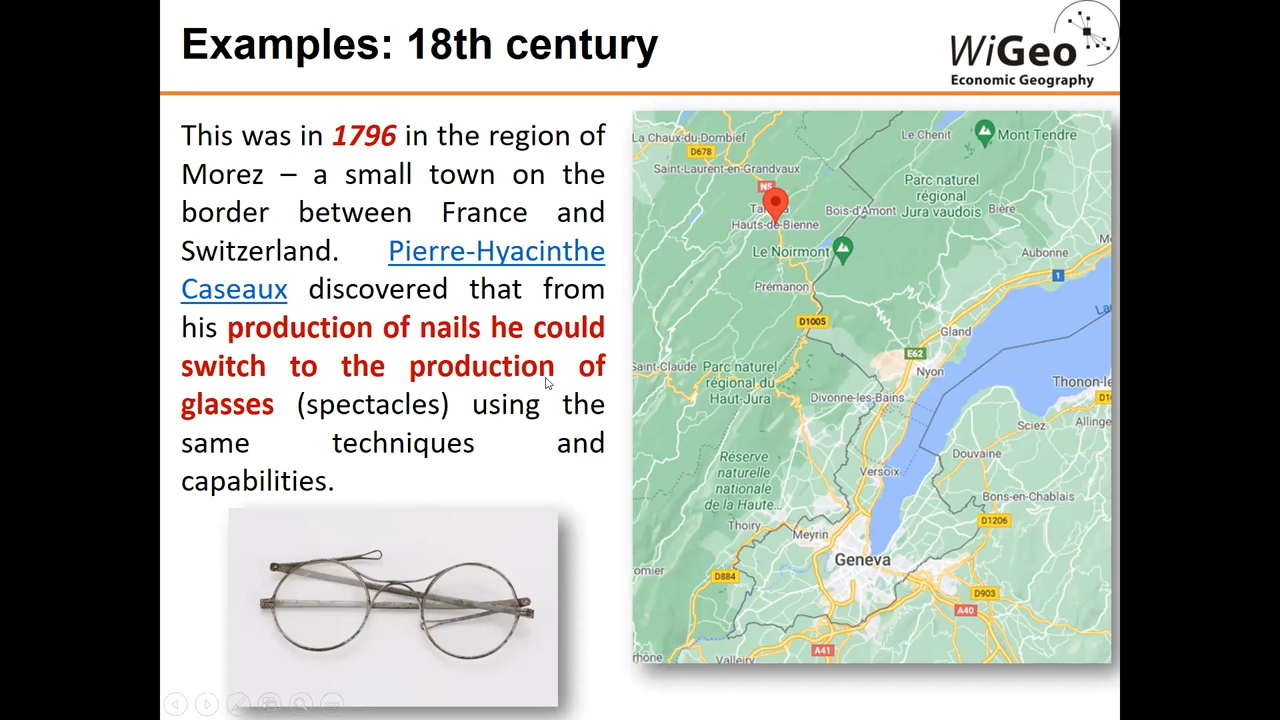 Examples: 18th century
WiGeo
Economic Geography
This was in 1796 in the region of
Morez – a small town on the
border between France and
Switzerland. Pierre-Hyacinthe
Caseaux discovered that from
his production of nails he could
switch to the production of
glasses (spectacles) using the
same techniques and
capabilities.
La Chaux-du-Dombief
D678
Le Chenit
Mont Tendre
Saint-Laurent-en-Grandvaux
N5
Parc naturel
régional
Jura vaudois
Hauts-de-Bienne
Bois-d'Amont
Bière
Le Noirmont
Aubonne
1
Prémanon
D1005
Gland
E62
Saint-Claude
Parc naturel
régional du
Haut-Jura
Nyon
Divonne-les-Bains
Thonon-le
Sciez
Allinge
Réserve
naturelle
nationale
de la Haute...
Versoix
Douvaine
Bons-en-Chablais
D1206
Thoiry
Meyrin
Geneva
D884
D903
A40
A41
Valleiry